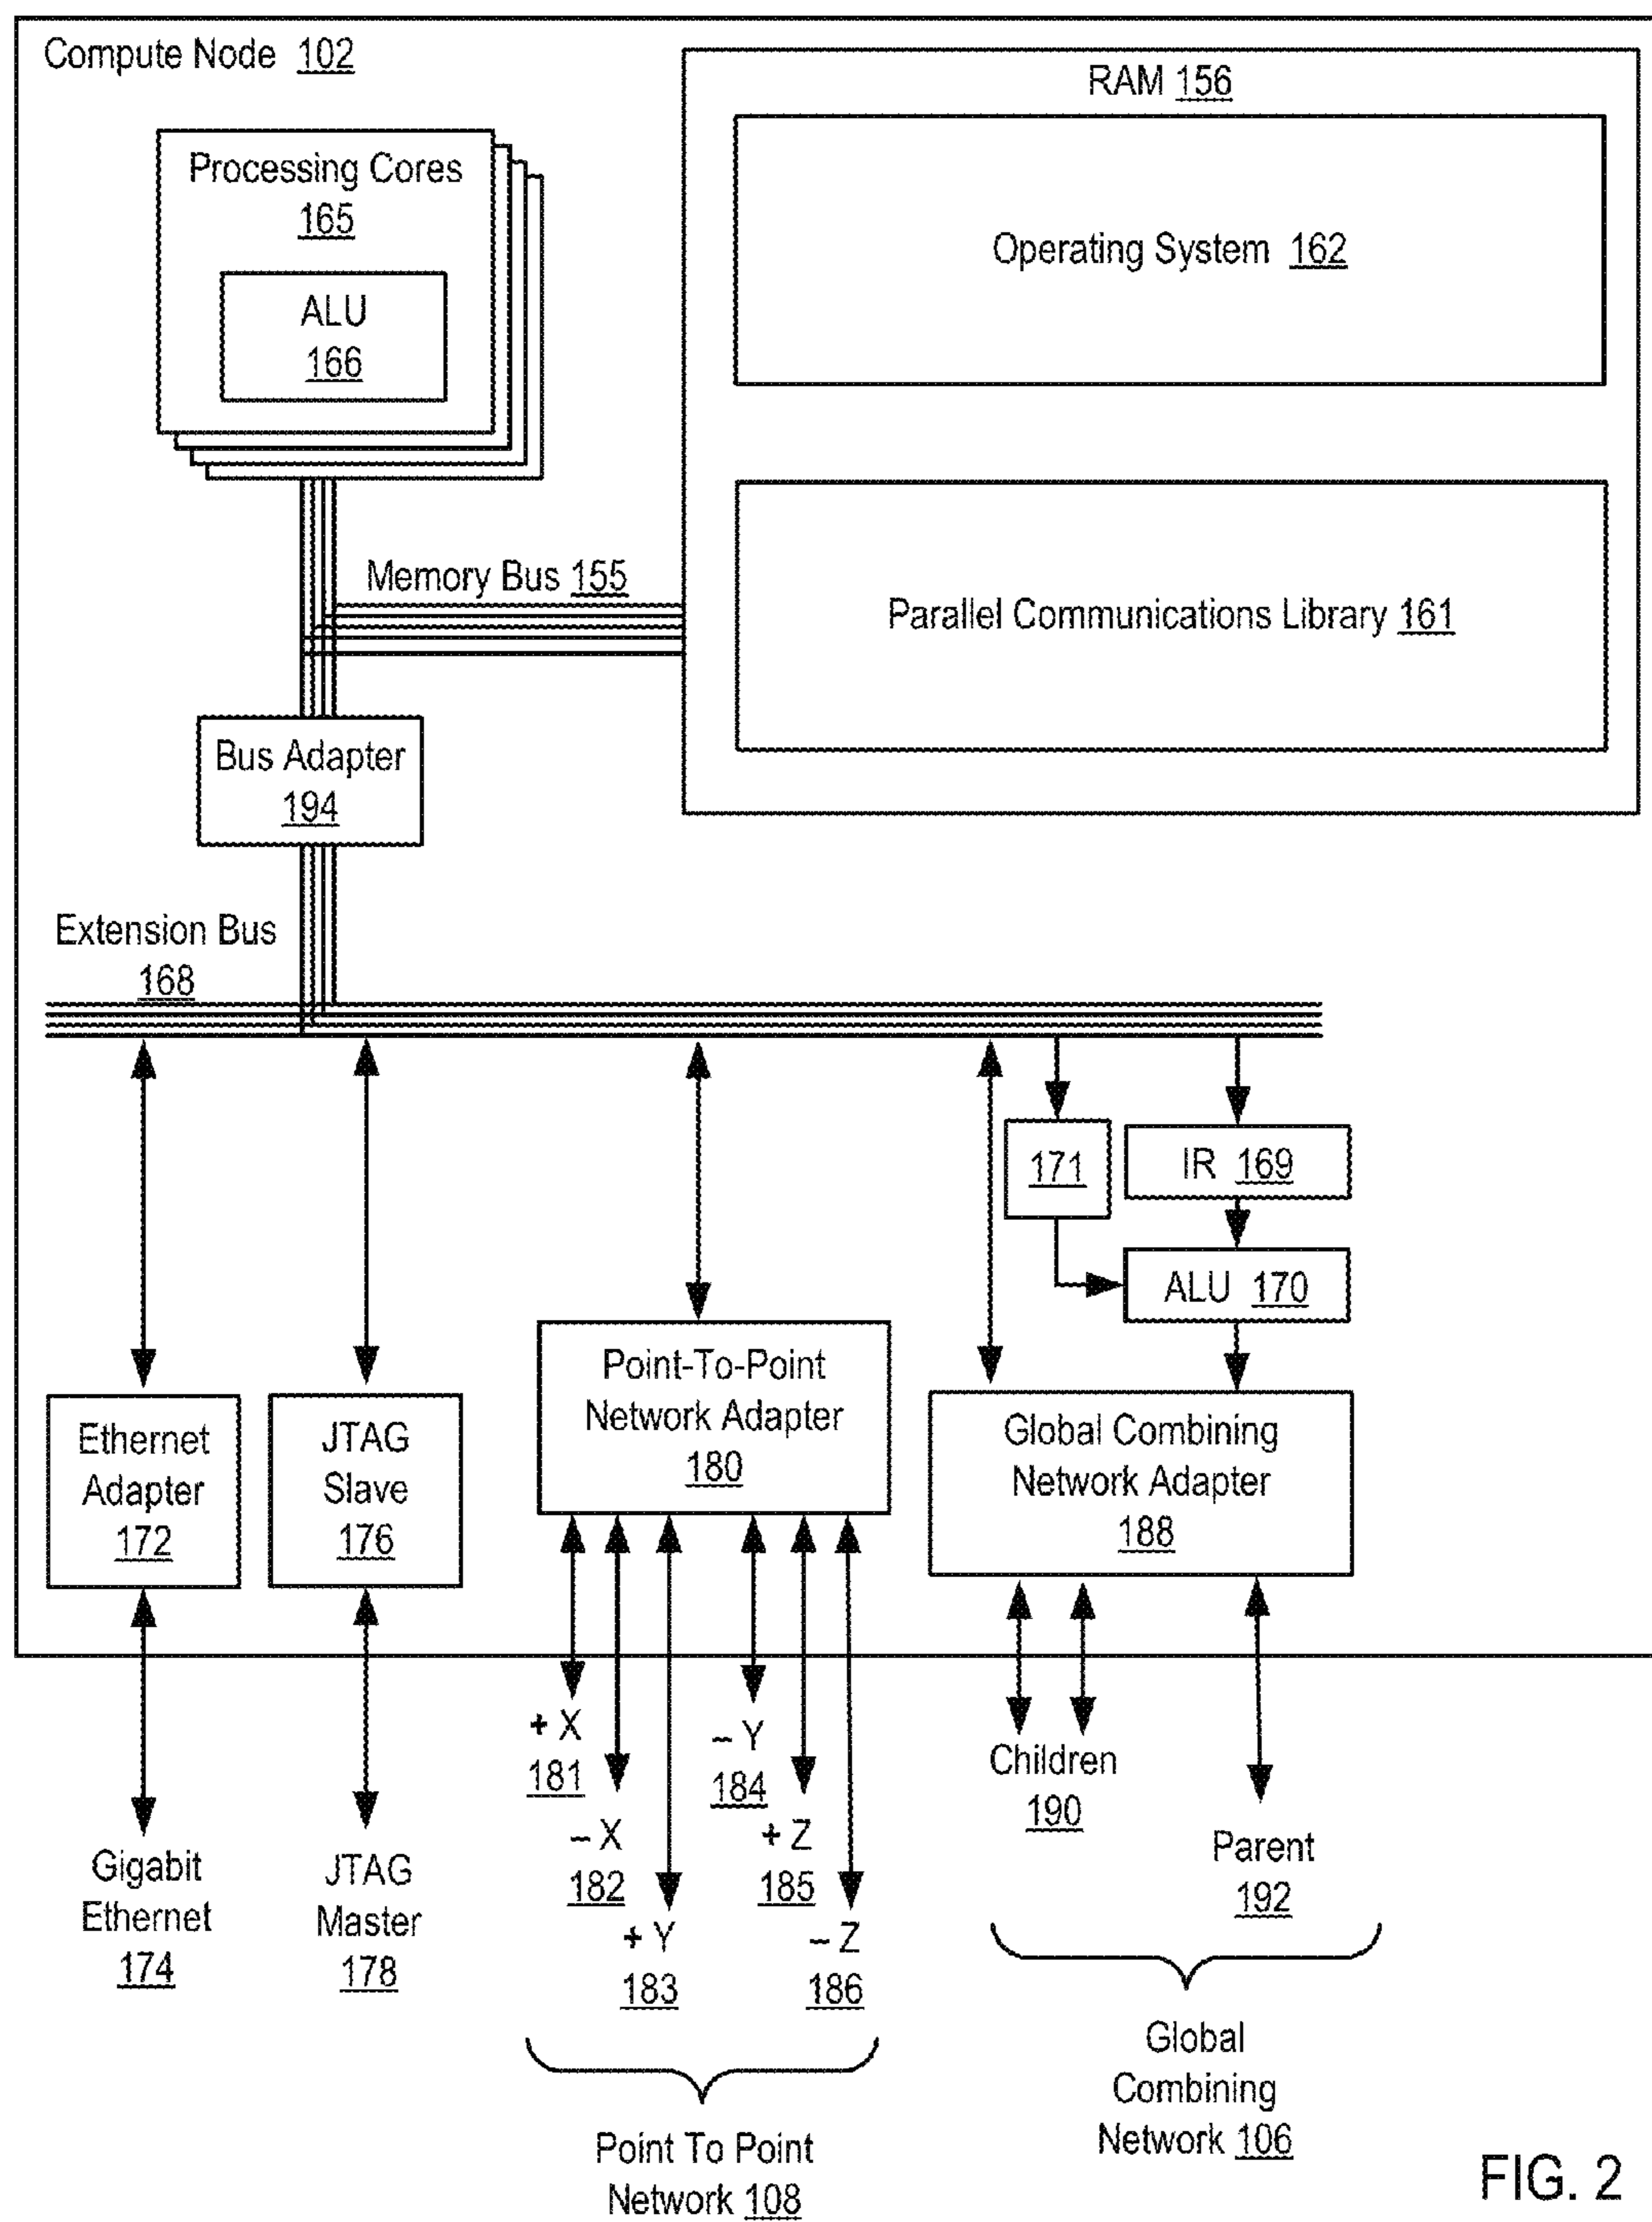 Compute Node 102
RAM 156
Processing Cores
165
ALU
166
Operating System 162
Memory Bus 155
Parallel Communications Library 161
Bus Adapter
194
Extension Bus
168
171
IR 169
ALU 170
Ethernet
Adapter
172
JTAG
Slave
176
Point-To-Point
Network Adapter
180
Global Combining
Network Adapter
188
+ X
181
– X
182
+ Y
183
– Y
184
+ Z
185
– Z
186
Children
190
Parent
192
Gigabit
Ethernet
174
JTAG
Master
178
Point To Point
Network 108
Global
Combining
Network 106
FIG. 2